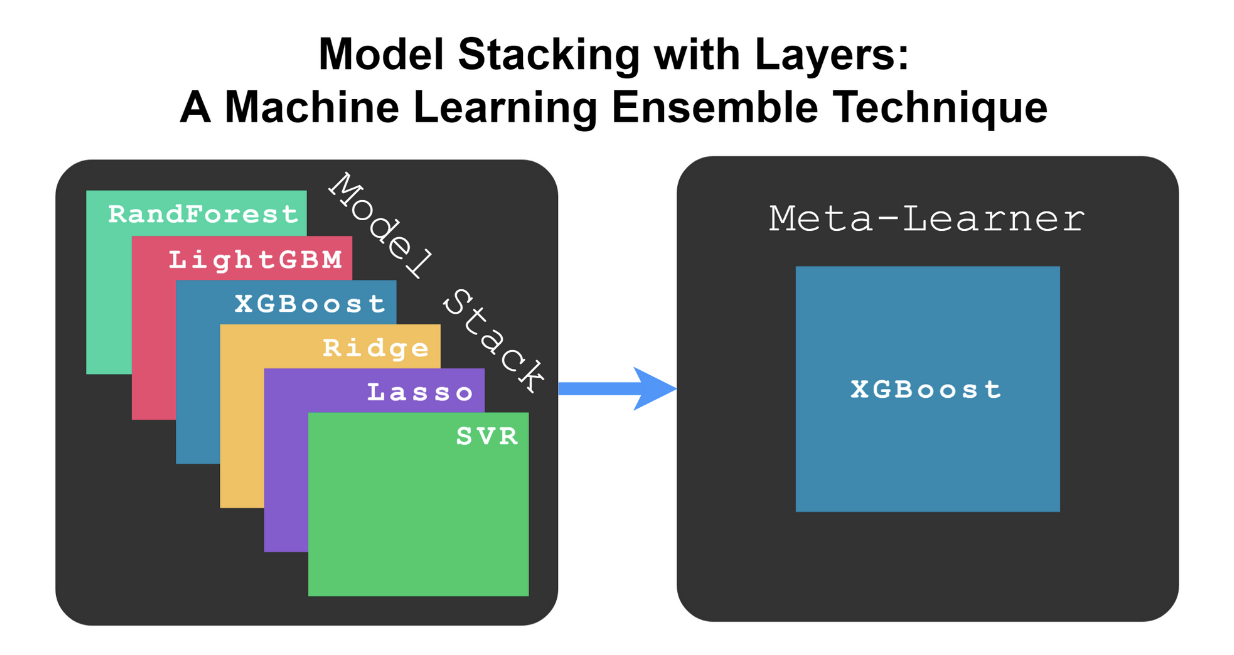 Model Stacking with Layers:
A Machine Learning Ensemble Technique
RandForest
LightGBM
XGBoost
Ridge
Lasso
SVR
Model Stack
Meta-Learner
XGBoost